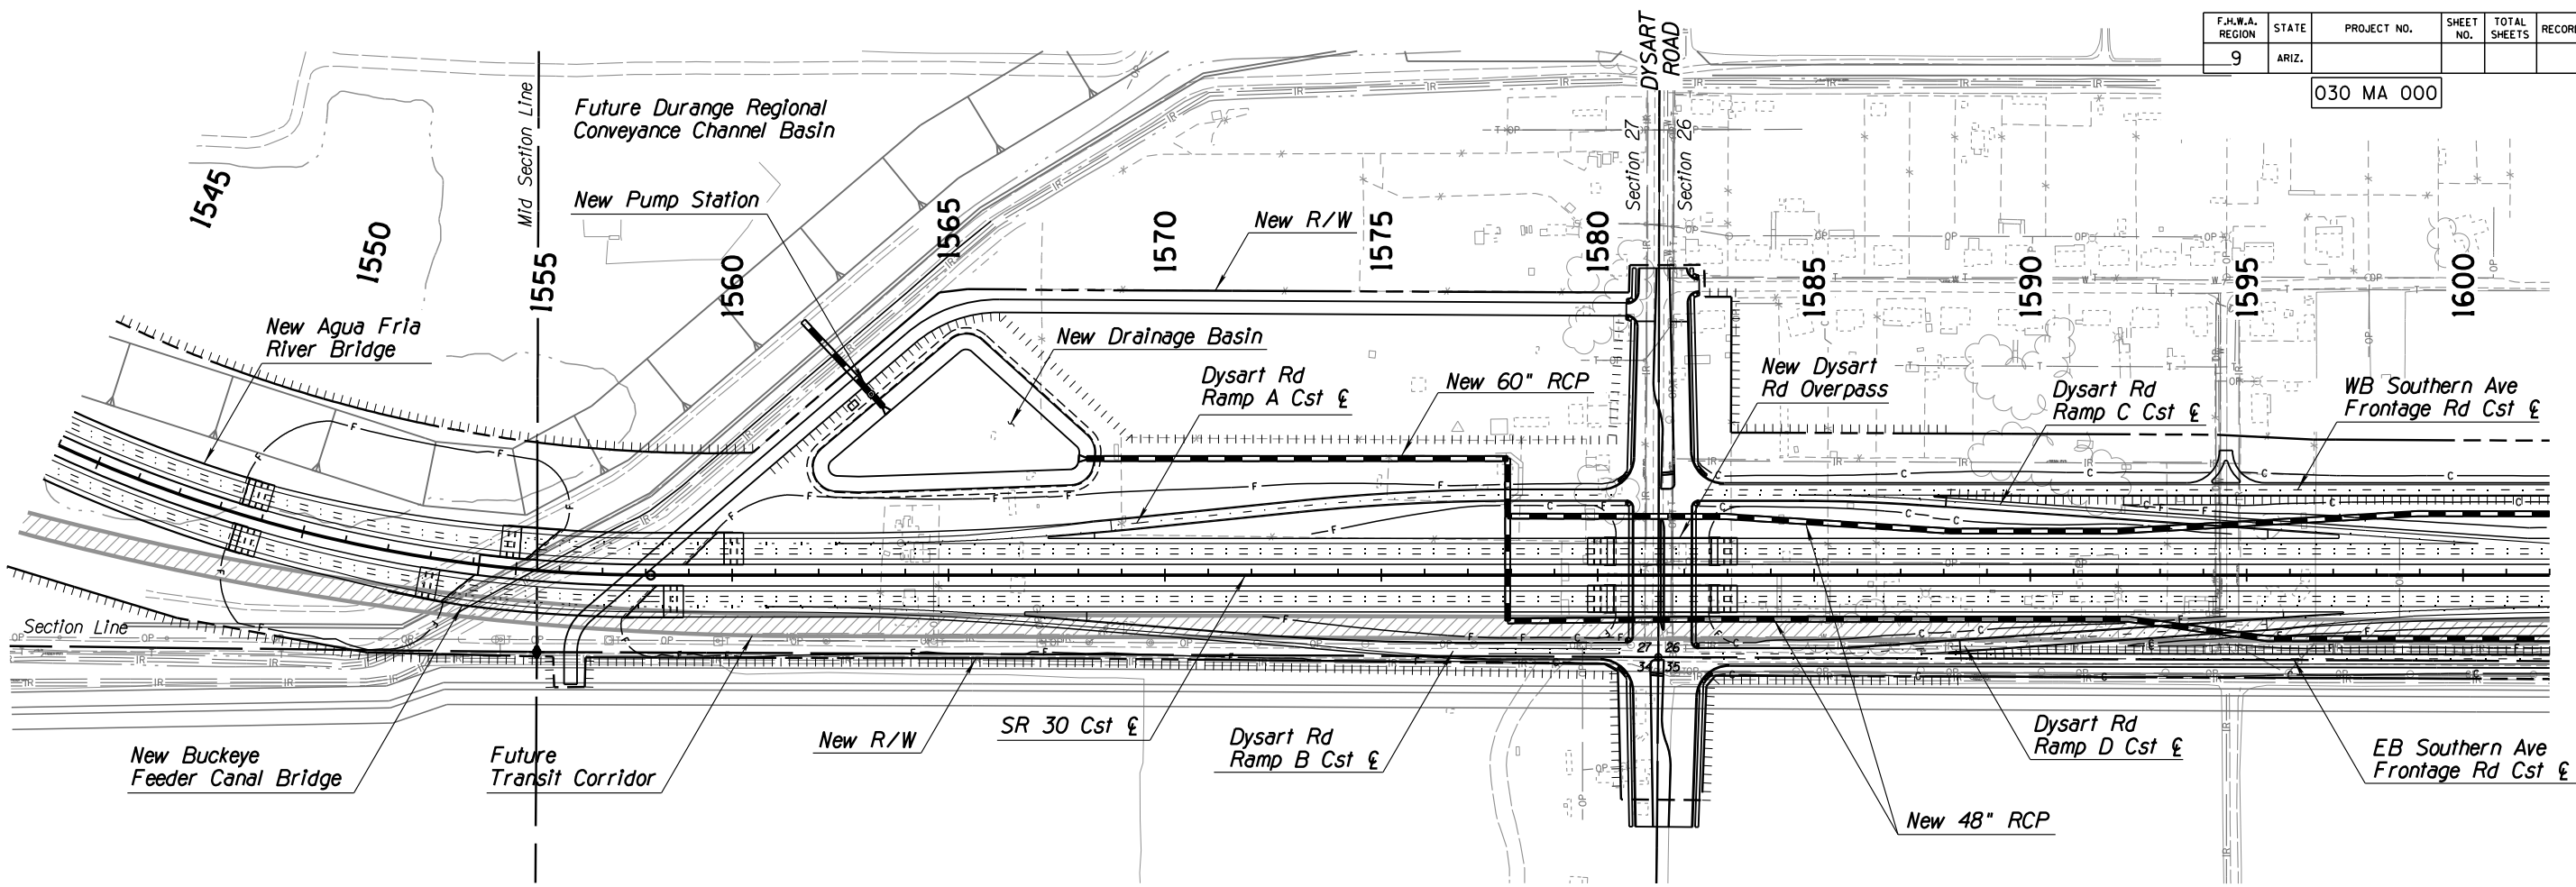 F.H.W.A. REGION
STATE
PROJECT NO.
SHEET NO.
TOTAL SHEETS
RECORD
9
ARIZ.
030 MA 000
DYSART
ROAD
Mid Section Line
Future Durange Regional
Conveyance Channel Basin
New Pump Station
Section 27
Section 26
1545
1550
1555
1560
1565
1570
1575
1580
1585
1590
1595
1600
New R/W
New Agua Fria
River Bridge
New Drainage Basin
Dysart Rd
Ramp A Cst ℄
New 60" RCP
New Dysart
Rd Overpass
Dysart Rd
Ramp C Cst ℄
WB Southern Ave
Frontage Rd Cst ℄
Section Line
27 26
34 35
New Buckeye
Feeder Canal Bridge
Future
Transit Corridor
New R/W
SR 30 Cst ℄
Dysart Rd
Ramp B Cst ℄
New 48" RCP
Dysart Rd
Ramp D Cst ℄
EB Southern Ave
Frontage Rd Cst ℄